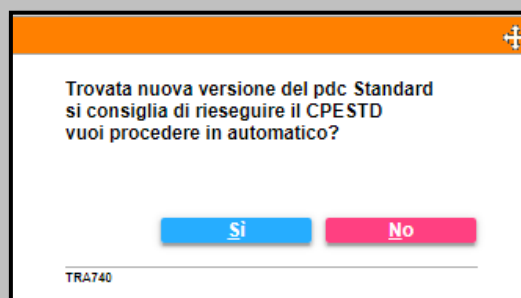 Trovata nuova versione del pdc Standard
si consiglia di rieseguire il CPESTD
vuoi procedere in automatico?
Sì
No
TRA740